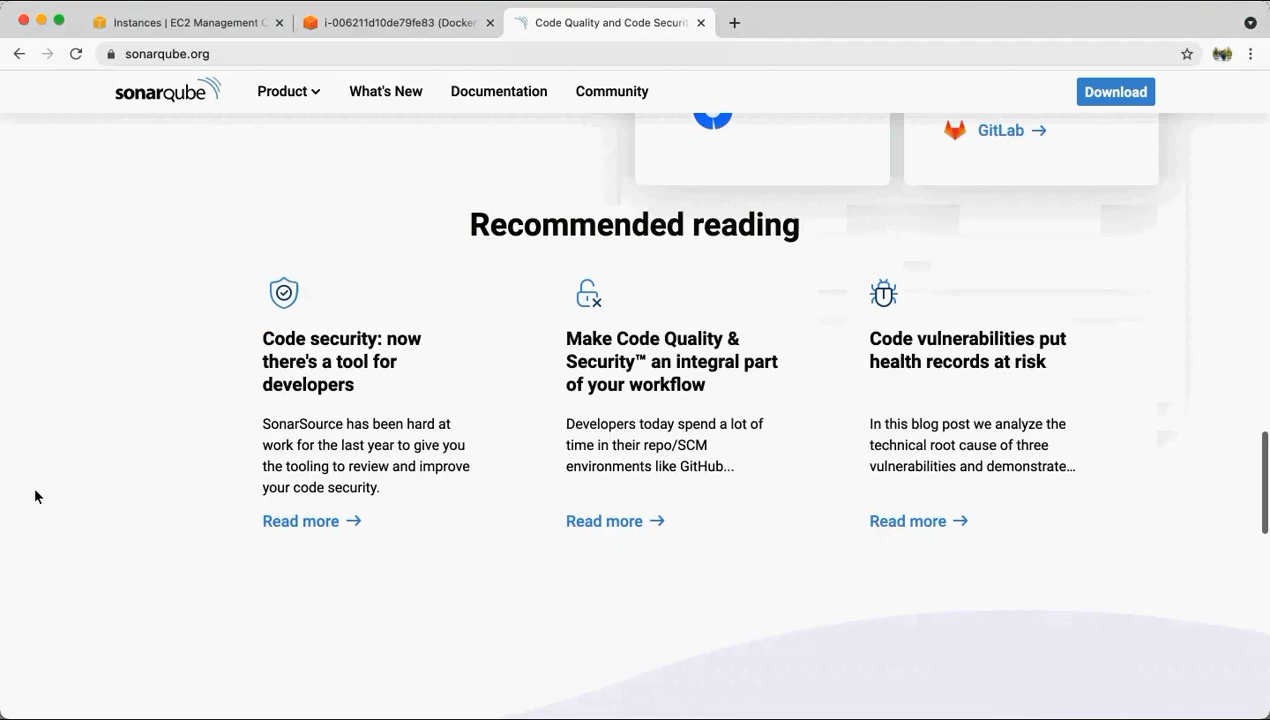 Instances | EC2 Management C
i-006211d10de79fe83 (Docker
Code Quality and Code Securit
sonarqube.org
sonarqube
Product
What's New
Documentation
Community
Download
GitLab →
Recommended reading
Code security: now
there's a tool for
developers
SonarSource has been hard at
work for the last year to give you
the tooling to review and improve
your code security.
Read more →
Make Code Quality &
Security™ an integral part
of your workflow
Developers today spend a lot of
time in their repo/SCM
environments like GitHub...
Read more →
Code vulnerabilities put
health records at risk
In this blog post we analyze the
technical root cause of three
vulnerabilities and demonstrate...
Read more →